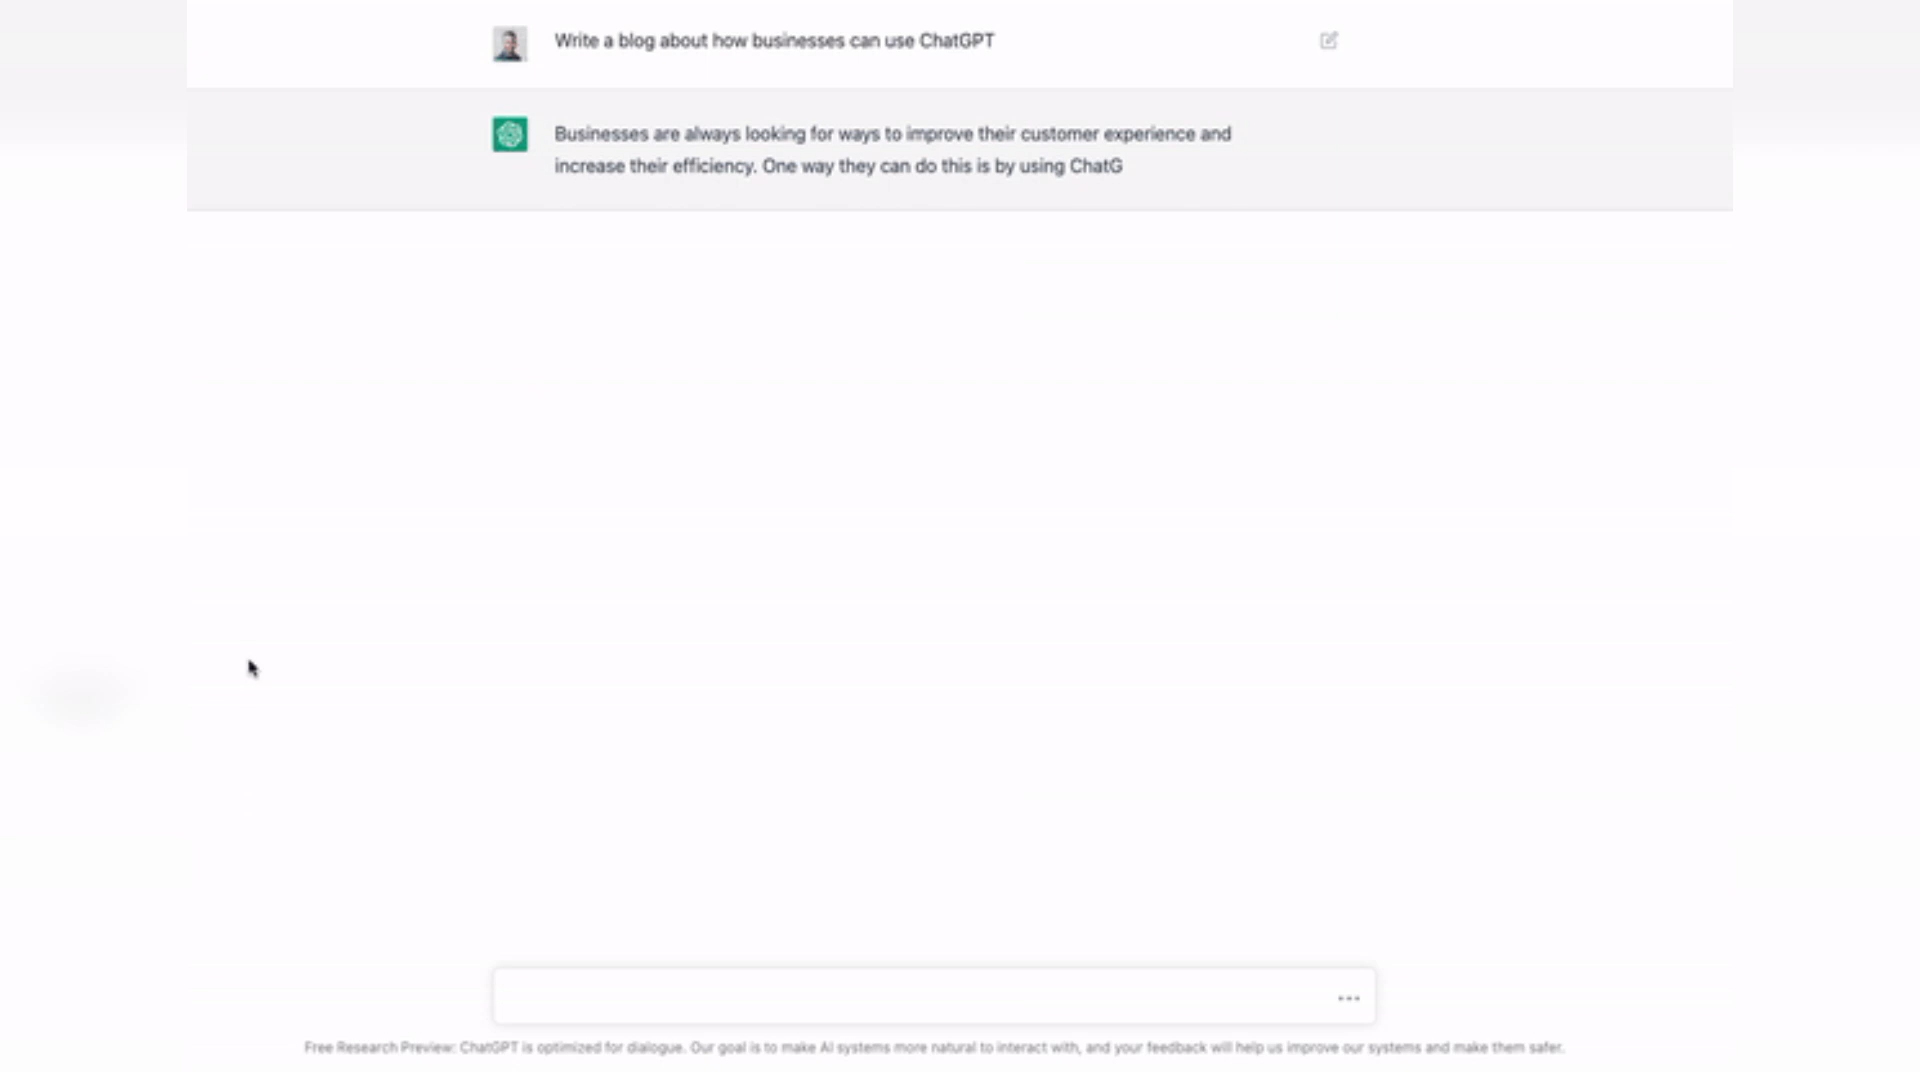 Write a blog about how businesses can use ChatGPT
Businesses are always looking for ways to improve their customer experience and
increase their efficiency. One way they can do this is by using ChatG
Free Research Preview: ChatGPT is optimized for dialogue. Our goal is to make AI systems more natural to interact with, and your feedback will help us improve our systems and make them safer.